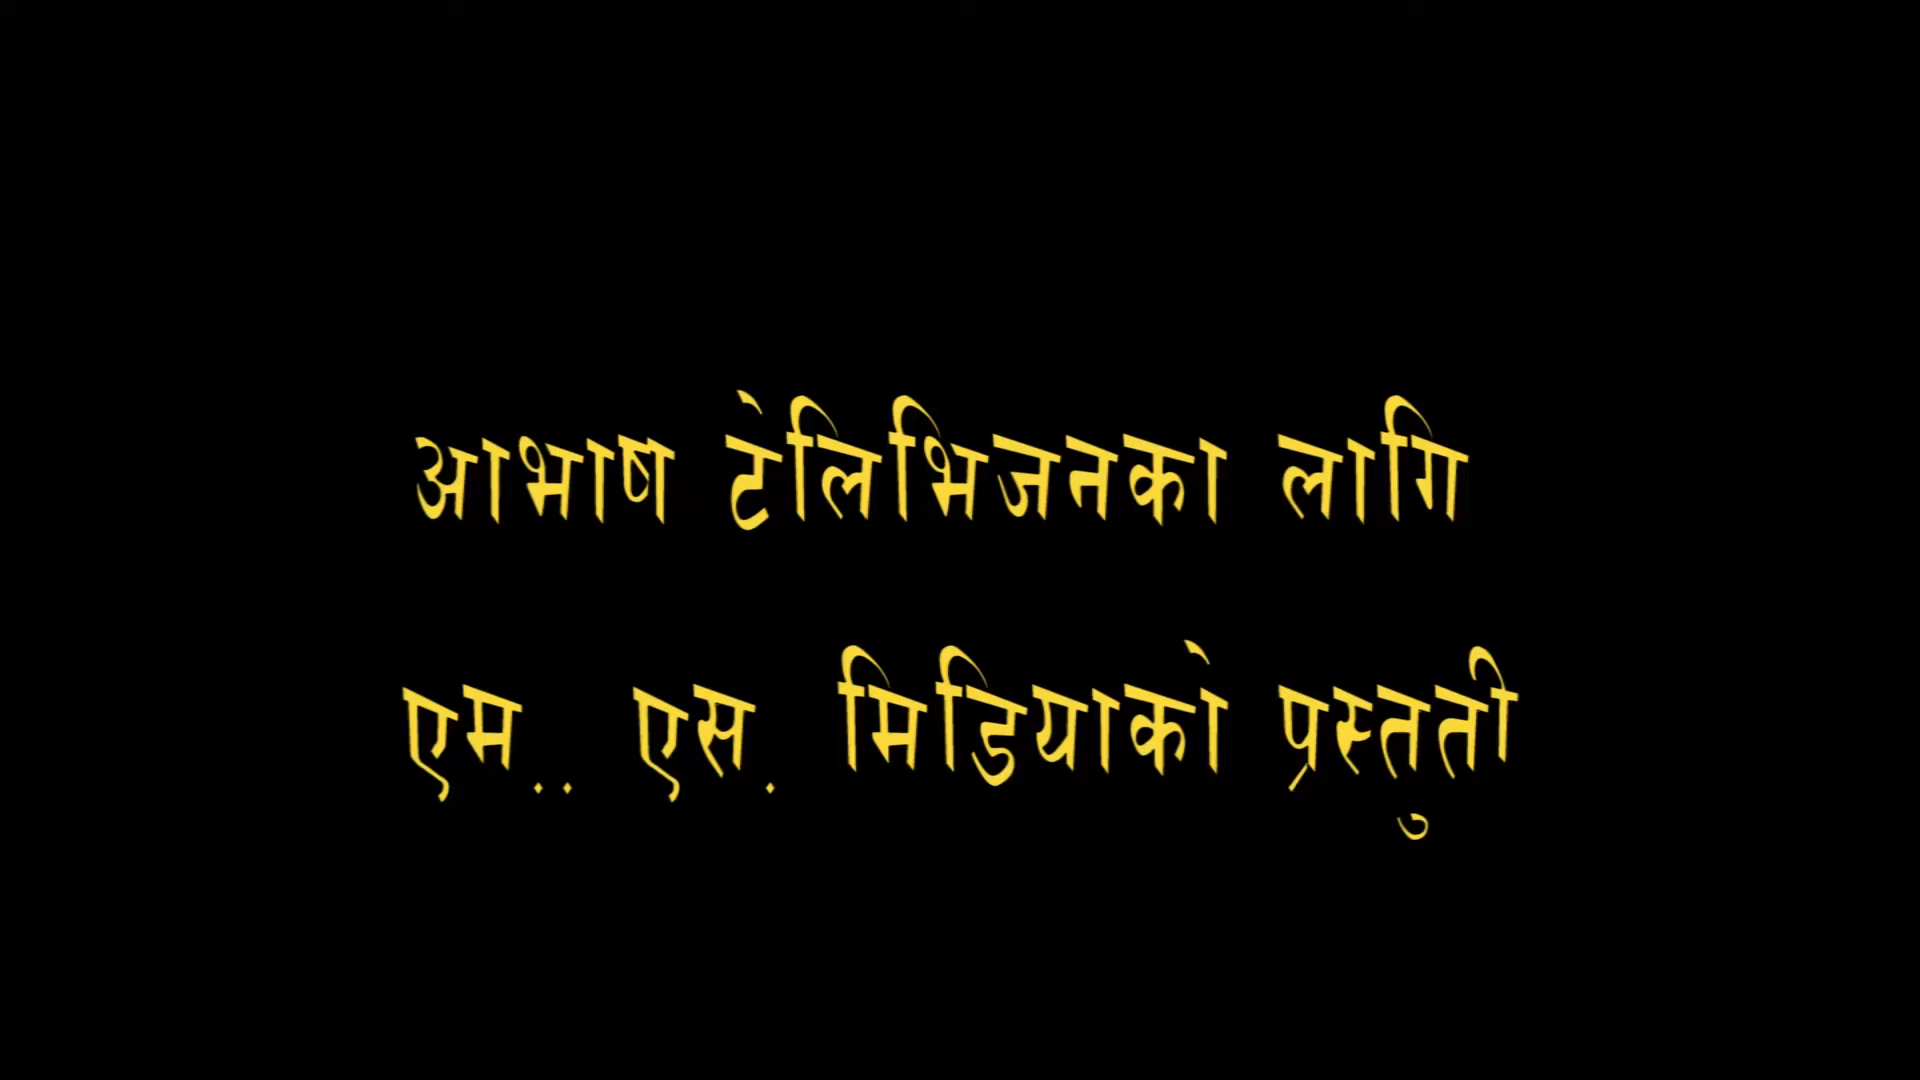 आभाष टेलिभिजनका लागि
एम.. एस. मिडियाको प्रस्तुती